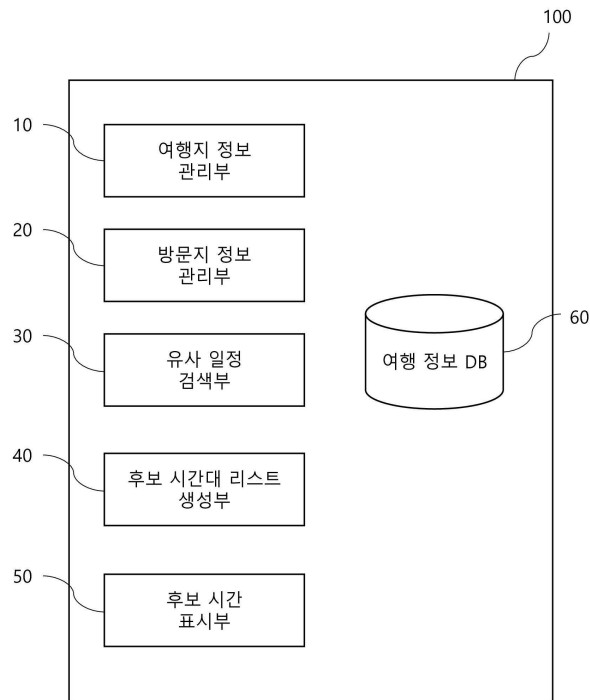 100
10
여행지 정보
관리부
20
방문지 정보
관리부
30
유사 일정
검색부
60
여행 정보 DB
40
후보 시간대 리스트
생성부
50
후보 시간
표시부